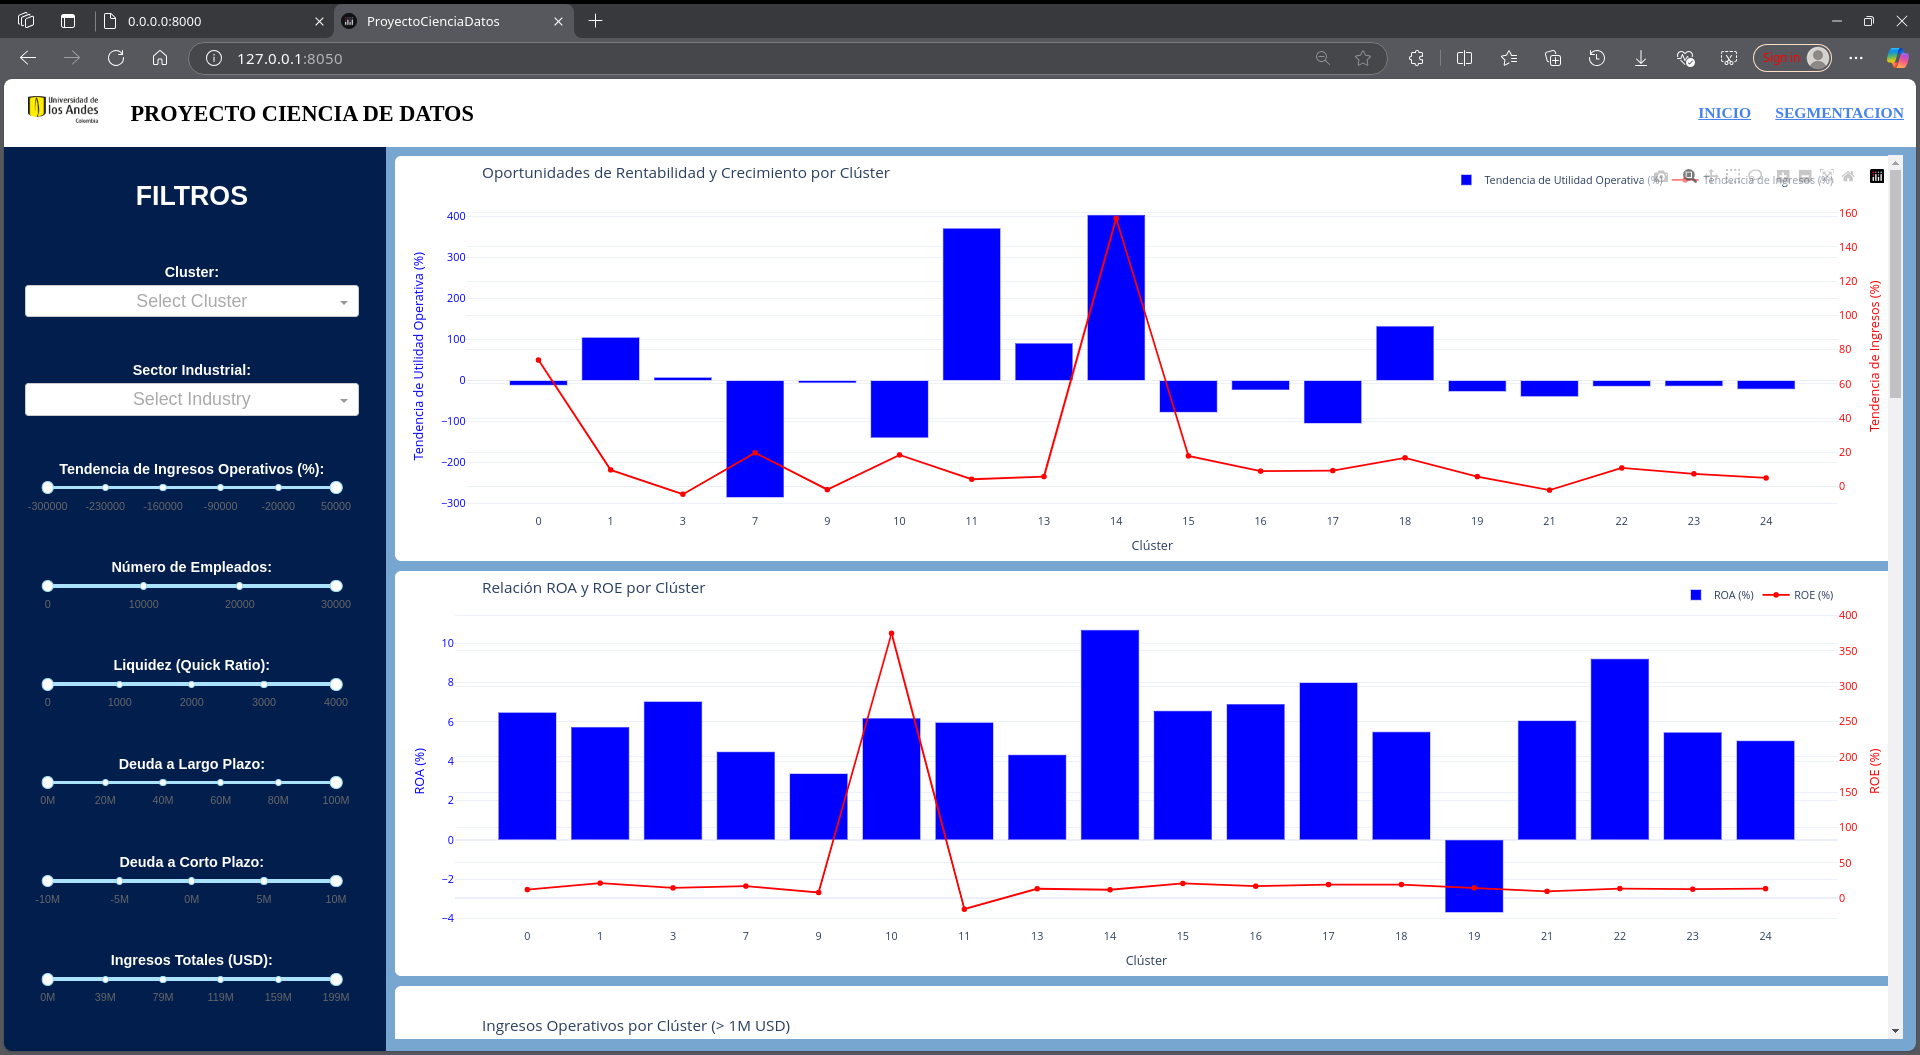 0.0.0.0:8000
ProyectoCienciaDatos
127.0.0.1:8050
Sign in
Universidad de
los Andes
Colombia
PROYECTO CIENCIA DE DATOS
INICIO
SEGMENTACION
FILTROS
Cluster:
Select Cluster
Sector Industrial:
Select Industry
Tendencia de Ingresos Operativos (%):
-300000 -230000 -160000 -90000 -20000 50000
Número de Empleados:
0 10000 20000 30000
Liquidez (Quick Ratio):
0 1000 2000 3000 4000
Deuda a Largo Plazo:
0M 20M 40M 60M 80M 100M
Deuda a Corto Plazo:
-10M -5M 0M 5M 10M
Ingresos Totales (USD):
0M 39M 79M 119M 159M 199M
Oportunidades de Rentabilidad y Crecimiento por Clúster
Tendencia de Utilidad Operativa (%)
Tendencia de Ingresos (%)
400
300
200
100
0
−100
−200
−300
Tendencia de Utilidad Operativa (%)
160
140
120
100
80
60
40
20
0
Tendencia de Ingresos (%)
0 1 3 7 9 10 11 13 14 15 16 17 18 19 21 22 23 24
Clúster
Relación ROA y ROE por Clúster
ROA (%)
ROE (%)
10
8
6
4
2
0
−2
−4
ROA (%)
400
350
300
250
200
150
100
50
0
ROE (%)
0 1 3 7 9 10 11 13 14 15 16 17 18 19 21 22 23 24
Clúster
Ingresos Operativos por Clúster (> 1M USD)